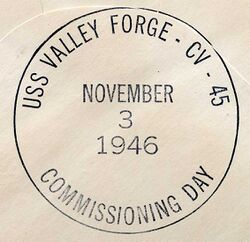 USS VALLEY FORGE - CV - 45
NOVEMBER
3
1946
COMMISSIONING DAY